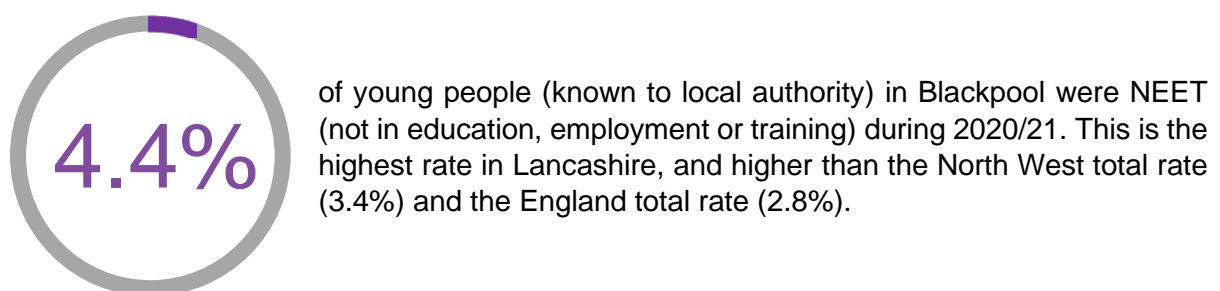 4.4%
of young people (known to local authority) in Blackpool were NEET
(not in education, employment or training) during 2020/21. This is the
highest rate in Lancashire, and higher than the North West total rate
(3.4%) and the England total rate (2.8%).